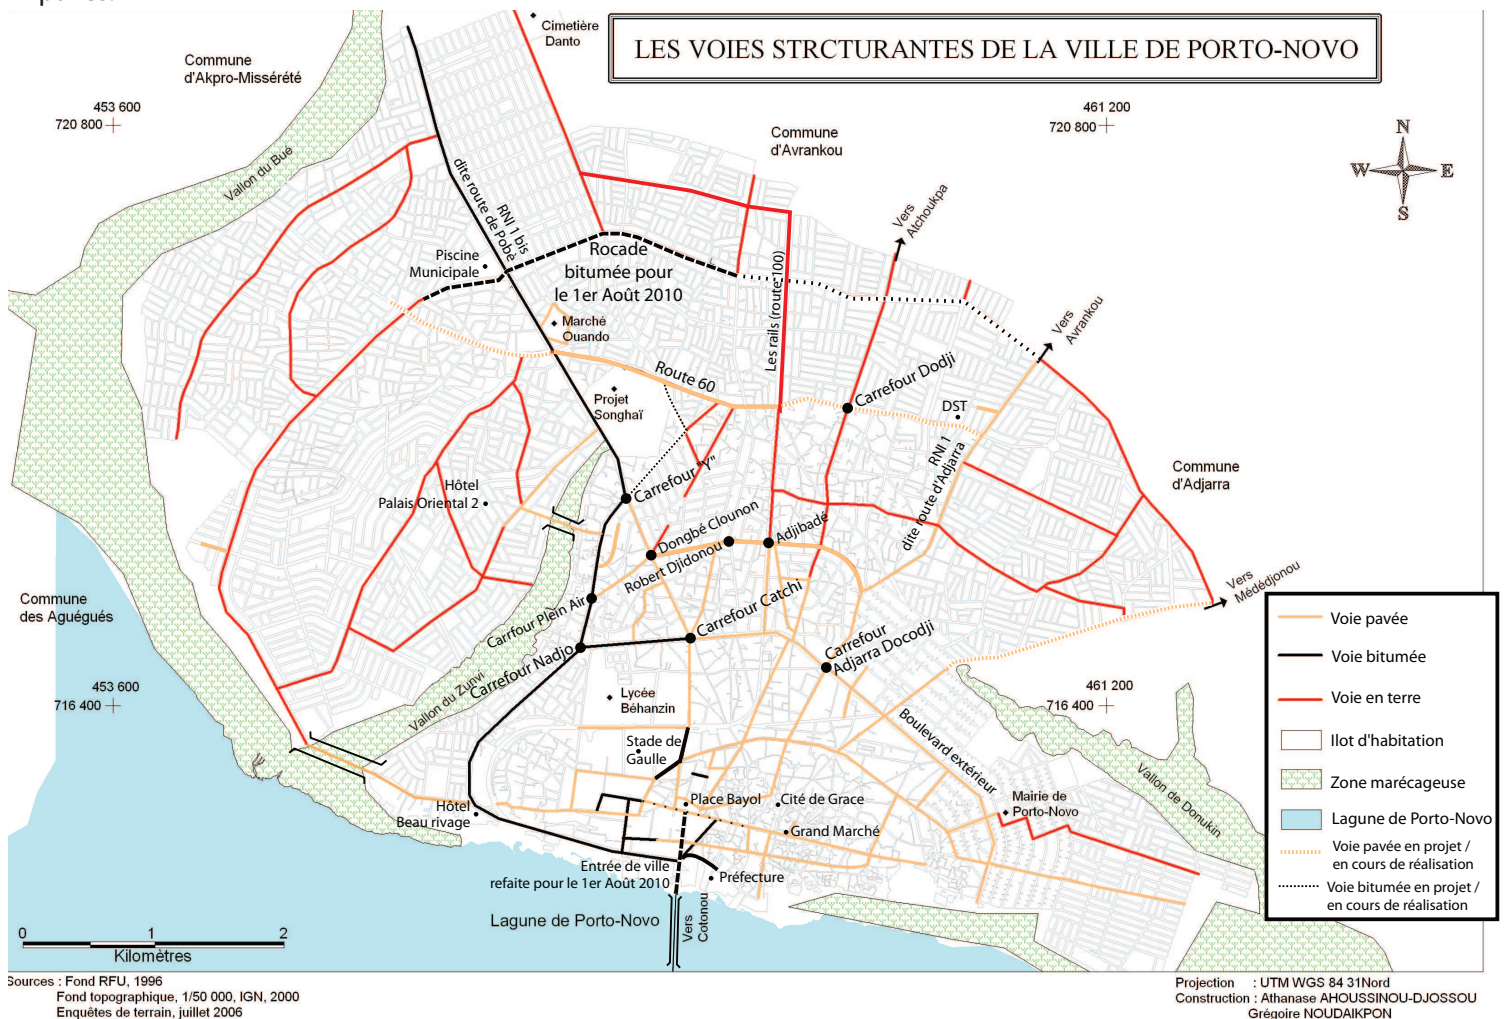 LES VOIES STRCTURANTES DE LA VILLE DE PORTO-NOVO
Cimetière
Danto
Commune
d'Akpro-Missérété
453 600
720 800
461 200
720 800
Commune
d'Avrankou
N
W
E
S
Vallon du Bué
dite route de Pobè
RNI 1 bis
Vers
Atchoukpa
Piscine
Municipale
Rocade
bitumée pour
le 1er Août 2010
Les rails (route 100)
Vers
Avrankou
Marché
Ouando
Route 60
Carrefour Dodji
Projet
Songhaï
DST
RNI 1
dite route d'Adjarra
Commune
d'Adjarra
Hôtel
Palais Oriental 2
Carrefour "Y"
Dongbé Clounon
Robert Djidonou
Adjibadé
Vers
Médédjonou
Commune
des Aguégués
Carrfour Plein Air
Carrefour Catchi
Carrefour Nadjo
Carrefour
Adjarra Docodji
Vallon du Zunvi
453 600
716 400
461 200
716 400
Lycée
Béhanzin
Stade de
Gaulle
Boulevard extérieur
Vallon de Donukin
Hôtel
Beau rivage
Place Bayol
Cité de Grace
Mairie de
Porto-Novo
Grand Marché
Entrée de ville
refaite pour le 1er Août 2010
Préfecture
Lagune de Porto-Novo
Vers
Cotonou
Voie pavée
Voie bitumée
Voie en terre
Ilot d'habitation
Zone marécageuse
Lagune de Porto-Novo
Voie pavée en projet /
en cours de réalisation
Voie bitumée en projet /
en cours de réalisation
0 1 2
Kilomètres
Sources : Fond RFU, 1996
Fond topographique, 1/50 000, IGN, 2000
Enquêtes de terrain, juillet 2006
Projection : UTM WGS 84 31Nord
Construction : Athanase AHOUSSINOU-DJOSSOU
Grégoire NOUDAIKPON